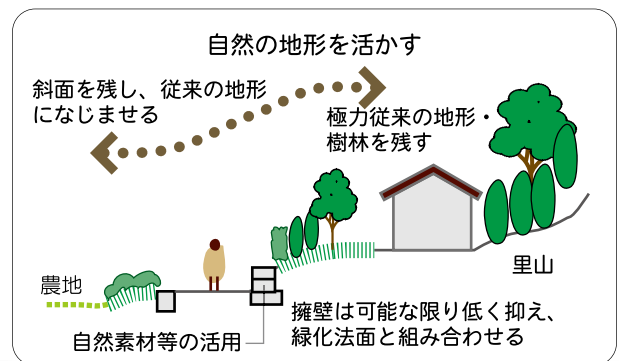 自然の地形を活かす
斜面を残し、従来の地形
になじませる
極力従来の地形・
樹林を残す
里山
農地
擁壁は可能な限り低く抑え、
緑化法面と組み合わせる
自然素材等の活用